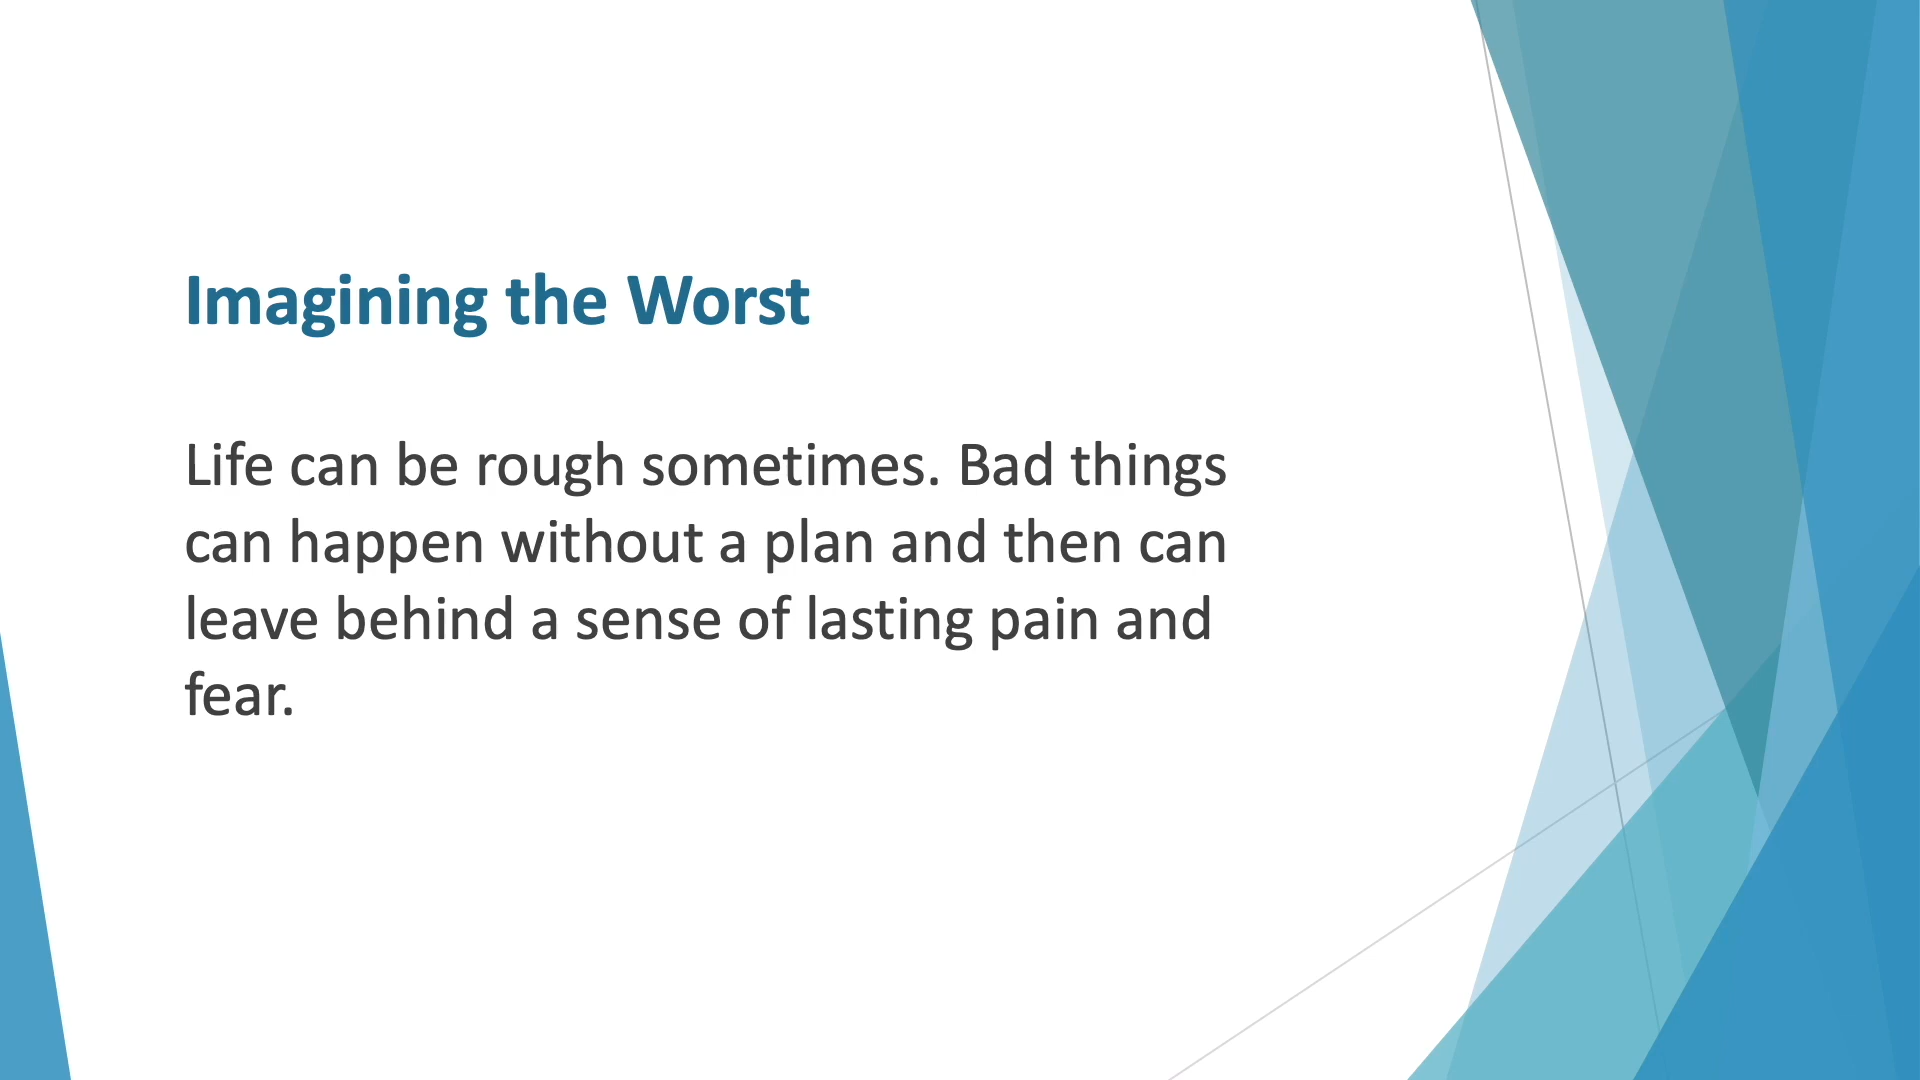 Imagining the Worst
Life can be rough sometimes. Bad things
can happen without a plan and then can
leave behind a sense of lasting pain and
fear.